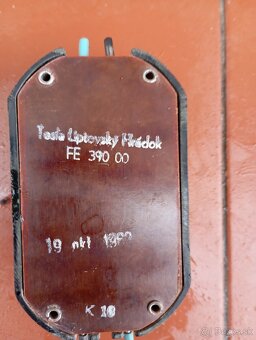 Tesla Liptovský Hrádok
FE 390 00
19 okt
K 10